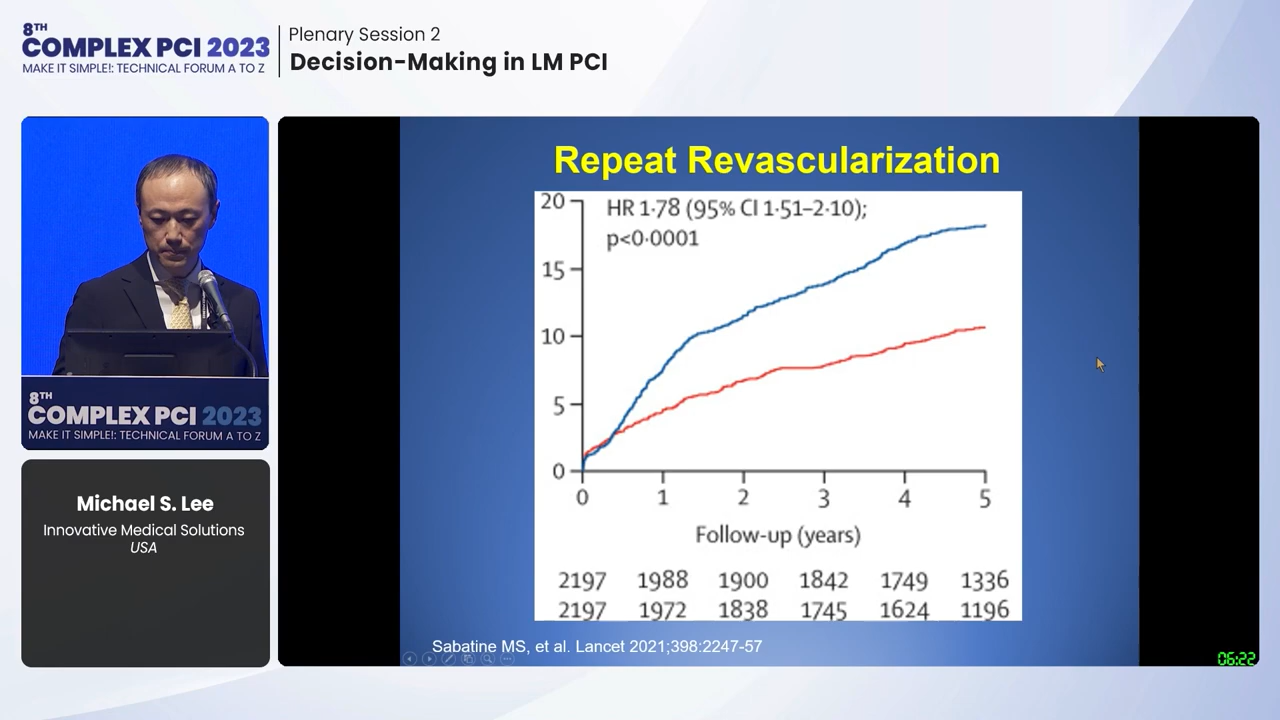 8TH
COMPLEX PCI 2023
MAKE IT SIMPLE!: TECHNICAL FORUM A TO Z
Plenary Session 2
Decision-Making in LM PCI
8TH
COMPLEX PCI 2023
MAKE IT SIMPLE!: TECHNICAL FORUM A TO Z
Michael S. Lee
Innovative Medical Solutions
USA
Repeat Revascularization
HR 1·78 (95% CI 1·51–2·10);
p<0·0001
20
15
10
5
0
0 1 2 3 4 5
Follow-up (years)
2197 1988 1900 1842 1749 1336
2197 1972 1838 1745 1624 1196
Sabatine MS, et al. Lancet 2021;398:2247-57
06:22